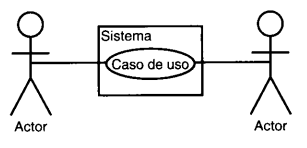 Sistema
Caso de uso
Actor
Actor